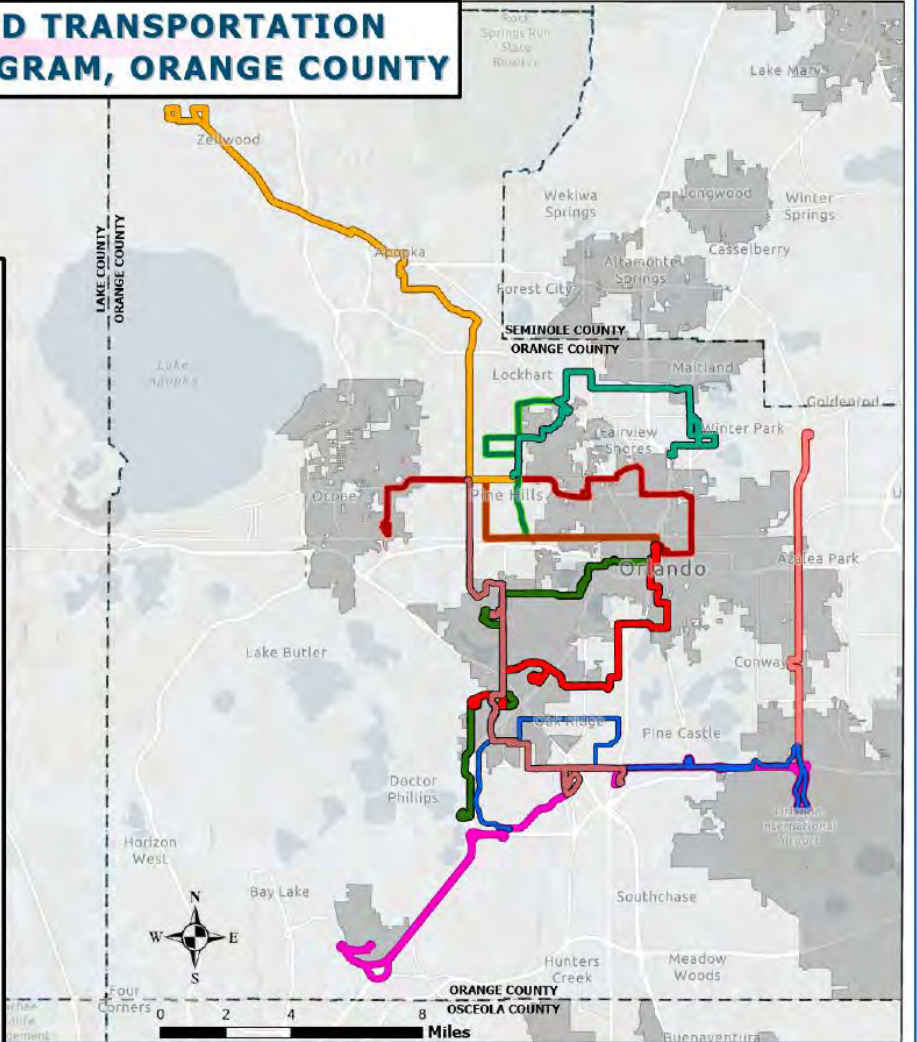 D TRANSPORTATION
GRAM, ORANGE COUNTY
Rock
Springs Run
State
Reserve
Lake Mary
Zellwood
Wekiwa
Springs
Longwood
Winter
Springs
Casselberry
LAKE COUNTY
ORANGE COUNTY
Apopka
Altamonte
Springs
Forest City
SEMINOLE COUNTY
ORANGE COUNTY
Lake
Apopka
Lockhart
Maitland
Goldenrod
Fairview
Shores
Winter Park
Ocoee
Pine Hills
U
Azalea Park
Orlando
Lake Butler
Conway
Oak Ridge
Pine Castle
Doctor
Phillips
Orlando
International
Airport
Horizon
West
Bay Lake
N
W
E
S
Southchase
Hunters
Creek
Meadow
Woods
Four
Corners
ORANGE COUNTY
OSCEOLA COUNTY
0 2 4 8
Miles
Buenaventura